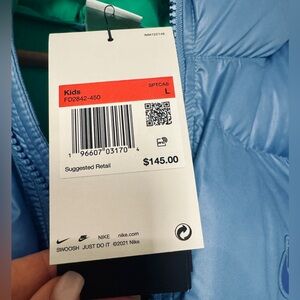 Kids
SPTCAS
FD2842-450
L
1 96607 03170 4
Suggested Retail
$145.00
NIKE nike.com
SWOOSH JUST DO IT ©2021 Nike